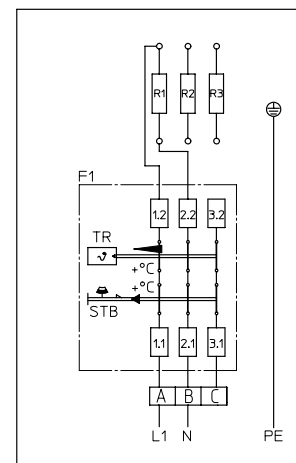 R1 R2 R3
F1
1.2 2.2 3.2
TR
ϑ
+°C
+°C
STB
1.1 2.1 3.1
A B C
L1 N PE